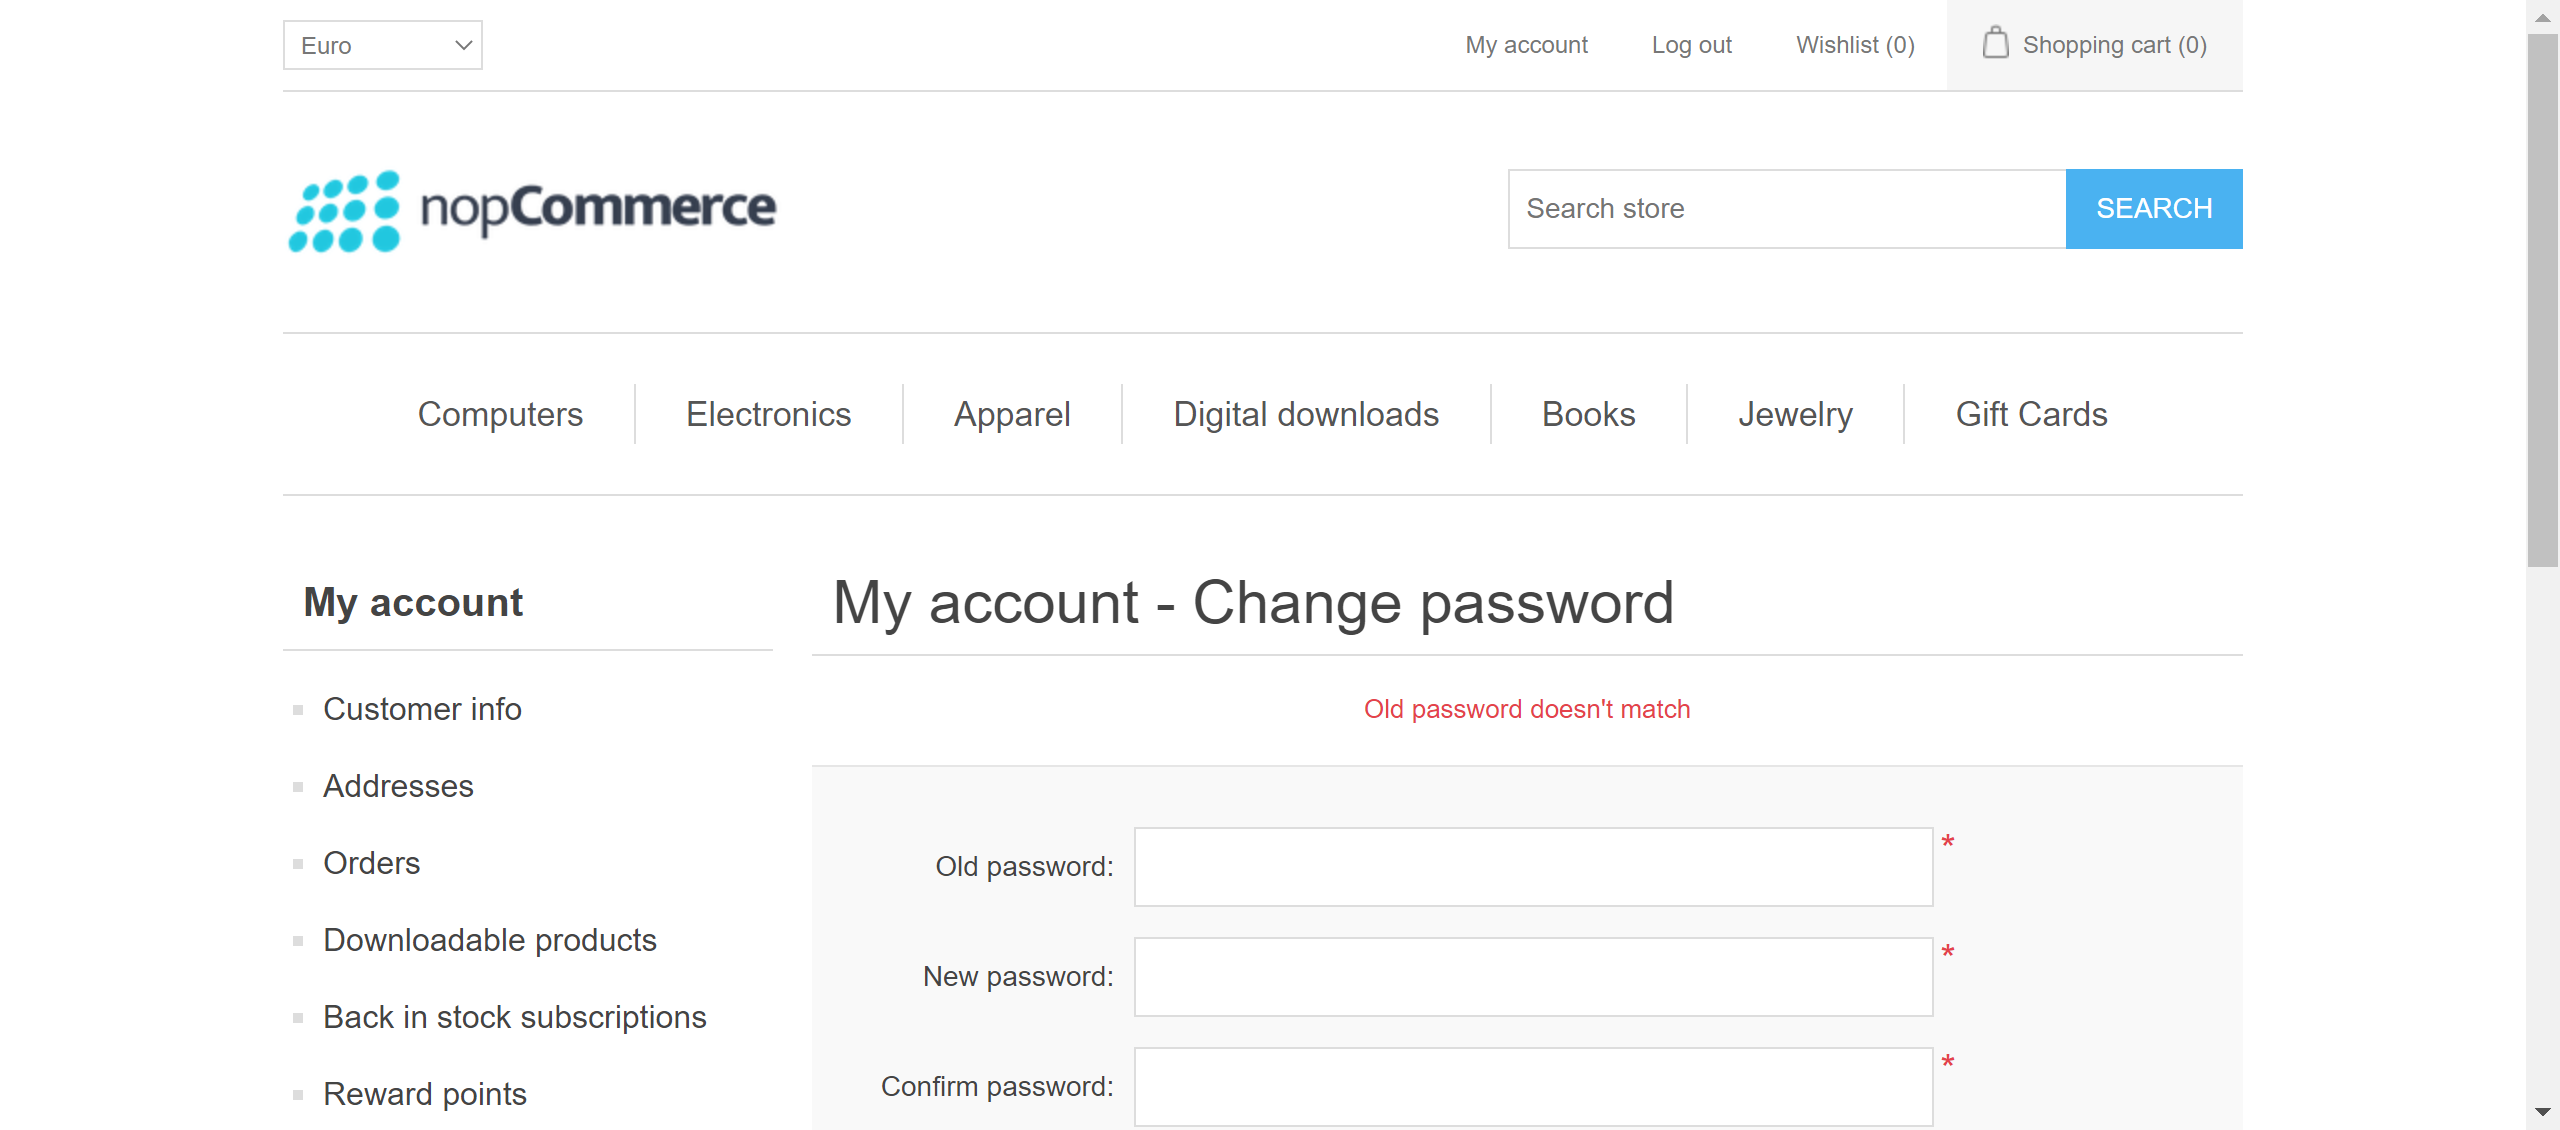 Euro
My account
Log out
Wishlist (0)
Shopping cart (0)
nopCommerce
Search store
SEARCH
Computers
Electronics
Apparel
Digital downloads
Books
Jewelry
Gift Cards
My account
Customer info
Addresses
Orders
Downloadable products
Back in stock subscriptions
Reward points
My account - Change password
Old password doesn't match
Old password: *
New password: *
Confirm password: *